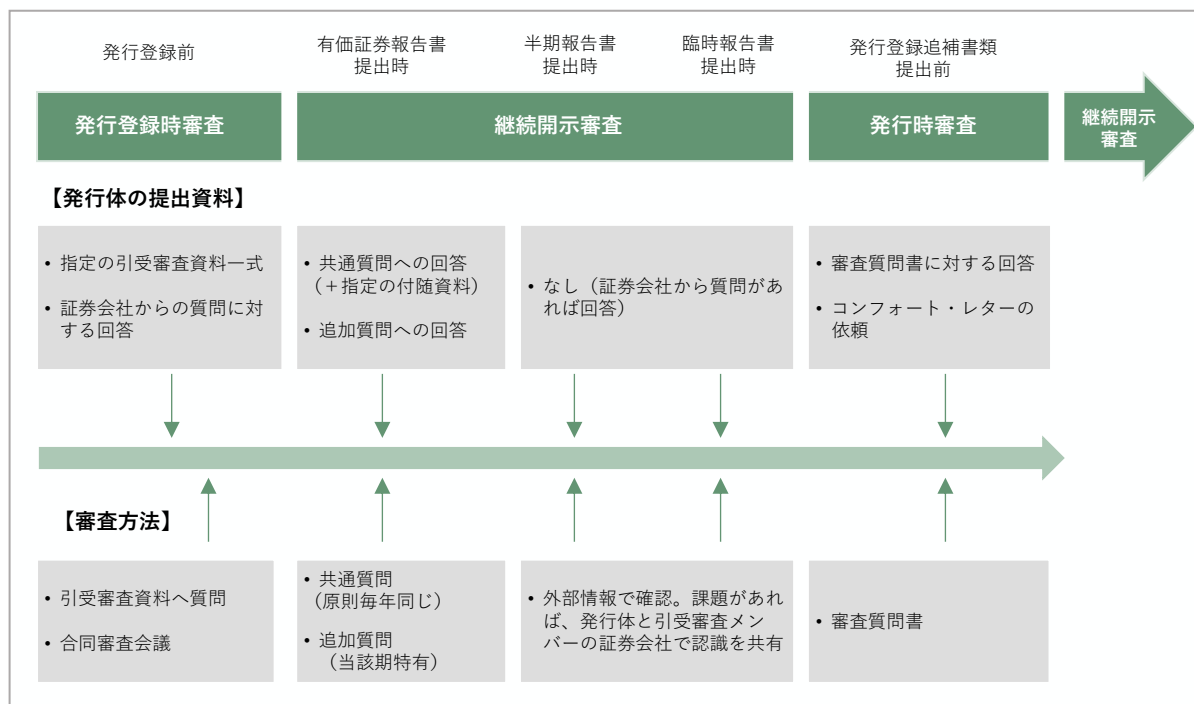 発行登録前
有価証券報告書
提出時
半期報告書
提出時
臨時報告書
提出時
発行登録追補書類
提出前
発行登録時審査
継続開示審査
発行時審査
継続開示
審査
【発行体の提出資料】
• 指定の引受審査資料一式
• 証券会社からの質問に対
する回答
• 共通質問への回答
（＋指定の付随資料）
• 追加質問への回答
• なし（証券会社から質問があ
れば回答）
• 審査質問書に対する回答
• コンフォート・レターの
依頼
【審査方法】
• 引受審査資料へ質問
• 合同審査会議
• 共通質問
（原則毎年同じ）
• 追加質問
（当該期特有）
• 外部情報で確認。課題があれ
ば、発行体と引受審査メン
バーの証券会社で認識を共有
• 審査質問書